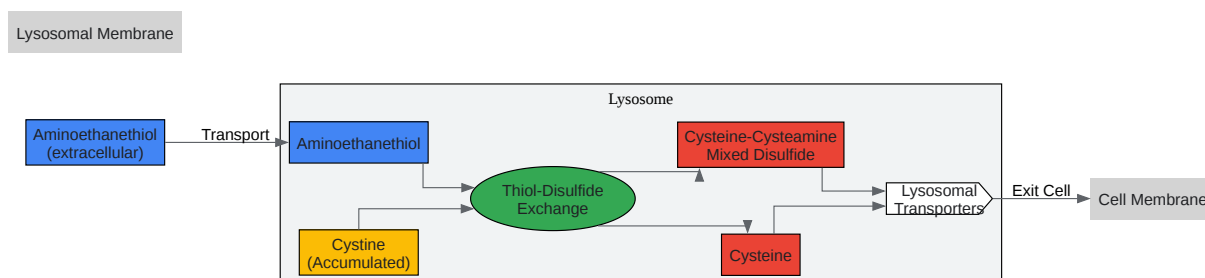 Lysosomal Membrane
Lysosome
Aminoethanethiol
(extracellular)
Transport
Aminoethanethiol
Cystine
(Accumulated)
Thiol-Disulfide
Exchange
Cysteine-Cysteamine
Mixed Disulfide
Cysteine
Lysosomal
Transporters
Exit Cell
Cell Membrane